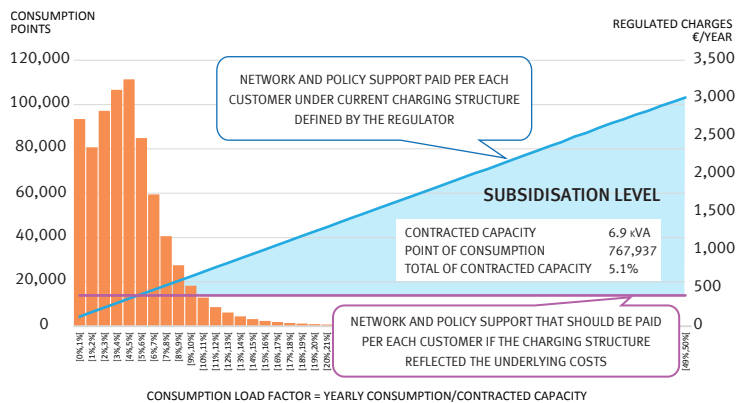 CONSUMPTION
POINTS
REGULATED CHARGES
€/YEAR
120,000
100,000
80,000
60,000
40,000
20,000
0
3,500
3,000
2,500
2,000
1,500
1,000
500
0
NETWORK AND POLICY SUPPORT PAID PER EACH
CUSTOMER UNDER CURRENT CHARGING STRUCTURE
DEFINED BY THE REGULATOR
SUBSIDISATION LEVEL
CONTRACTED CAPACITY 6.9 kVA
POINT OF CONSUMPTION 767,937
TOTAL OF CONTRACTED CAPACITY 5.1%
NETWORK AND POLICY SUPPORT THAT SHOULD BE PAID
PER EACH CUSTOMER IF THE CHARGING STRUCTURE
REFLECTED THE UNDERLYING COSTS
[0%,1%[
[1%,2%[
[2%,3%[
[3%,4%[
[4%,5%[
[5%,6%[
[6%,7%[
[7%,8%[
[8%,9%[
[9%,10%[
[10%,11%[
[11%,12%[
[12%,13%[
[13%,14%[
[14%,15%[
[15%,16%[
[16%,17%[
[17%,18%[
[18%,19%[
[19%,20%[
[20%,21%[
[49%,50%[
CONSUMPTION LOAD FACTOR = YEARLY CONSUMPTION/CONTRACTED CAPACITY